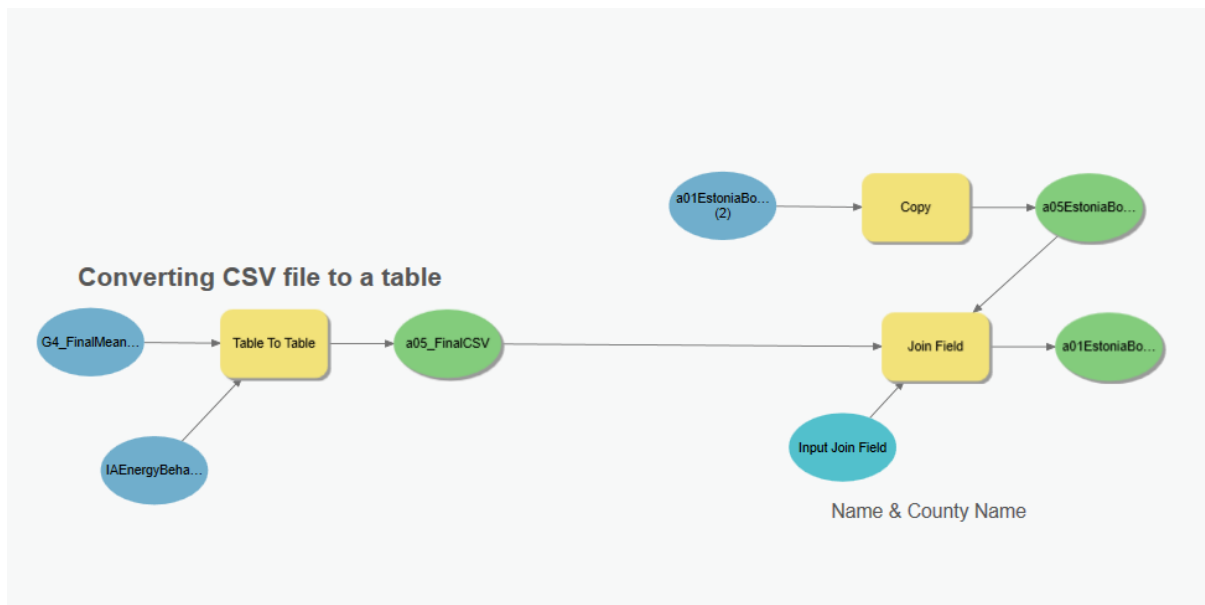 a01EstoniaBo...
(2)
Copy
a05EstoniaBo...
Converting CSV file to a table
G4_FinalMean...
Table To Table
a05_FinalCSV
Join Field
a01EstoniaBo...
IAEnergyBeha...
Input Join Field
Name & County Name